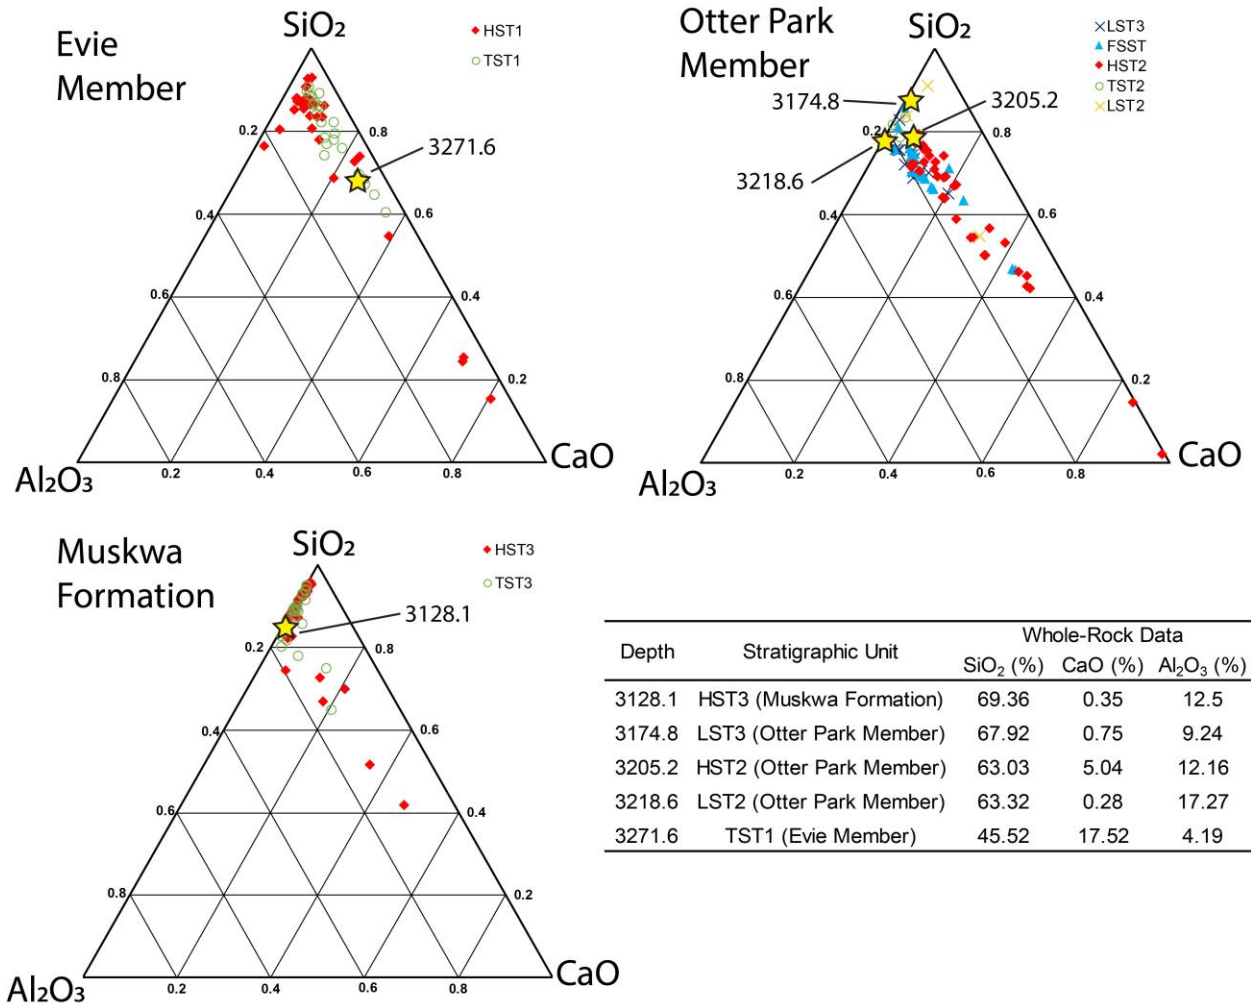 Evie
Member
SiO₂
HST1
TST1
0.2
0.8
3271.6
0.4
0.6
0.6
0.4
0.8
0.2
Al₂O₃
CaO
0.2
0.4
0.6
0.8
Otter Park
Member
SiO₂
LST3
FSST
HST2
TST2
LST2
3174.8
3205.2
0.2
0.8
3218.6
0.4
0.6
0.6
0.4
0.8
0.2
Al₂O₃
CaO
0.2
0.4
0.6
0.8
Muskwa
Formation
SiO₂
HST3
TST3
3128.1
0.2
0.8
0.4
0.6
0.6
0.4
0.8
0.2
Al₂O₃
CaO
0.2
0.4
0.6
0.8
Whole-Rock Data
Depth Stratigraphic Unit SiO₂ (%) CaO (%) Al₂O₃ (%)
3128.1 HST3 (Muskwa Formation) 69.36 0.35 12.5
3174.8 LST3 (Otter Park Member) 67.92 0.75 9.24
3205.2 HST2 (Otter Park Member) 63.03 5.04 12.16
3218.6 LST2 (Otter Park Member) 63.32 0.28 17.27
3271.6 TST1 (Evie Member) 45.52 17.52 4.19